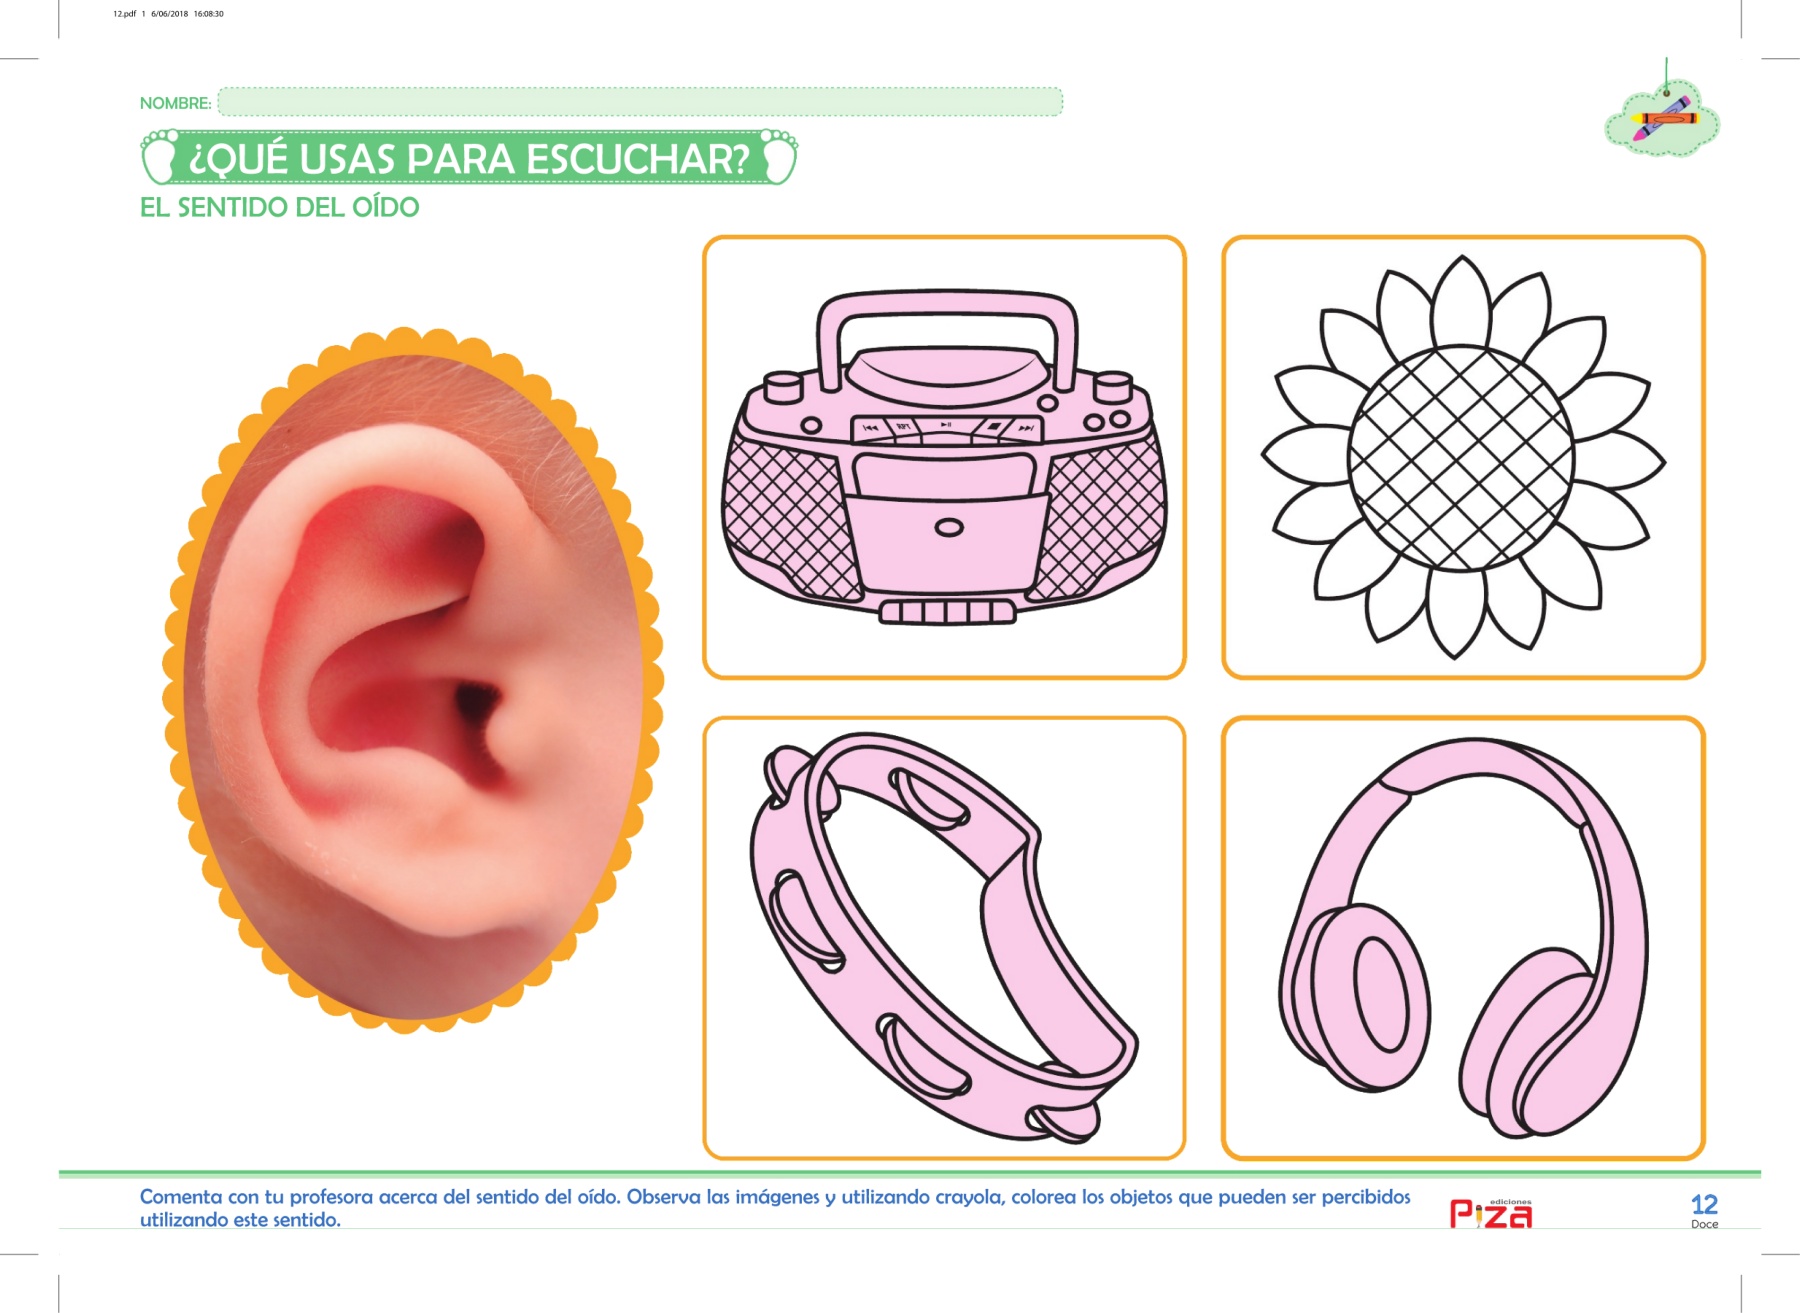 12.pdf 1 6/06/2018 16:08:30
NOMBRE:
¿QUÉ USAS PARA ESCUCHAR?
EL SENTIDO DEL OÍDO
RPT
Comenta con tu profesora acerca del sentido del oído. Observa las imágenes y utilizando crayola, colorea los objetos que pueden ser percibidos
utilizando este sentido.
ediciones
Piza
12
Doce